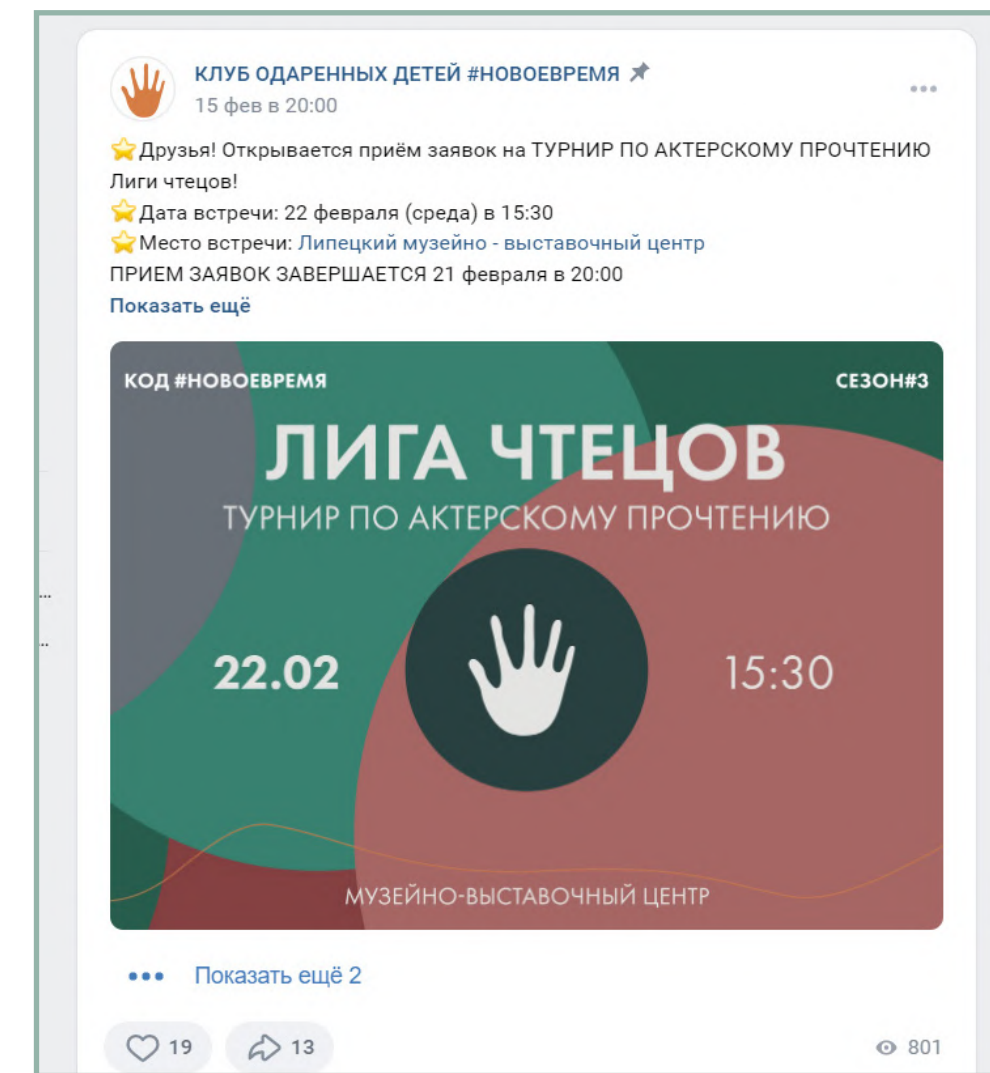 КЛУБ ОДАРЕННЫХ ДЕТЕЙ #НОВОЕВРЕМЯ
15 фев в 20:00
Друзья! Открывается приём заявок на ТУРНИР ПО АКТЕРСКОМУ ПРОЧТЕНИЮ
Лиги чтецов!
Дата встречи: 22 февраля (среда) в 15:30
Место встречи: Липецкий музейно - выставочный центр
ПРИЕМ ЗАЯВОК ЗАВЕРШАЕТСЯ 21 февраля в 20:00
Показать ещё
КОД #НОВОЕВРЕМЯ
СЕЗОН#3
ЛИГА ЧТЕЦОВ
ТУРНИР ПО АКТЕРСКОМУ ПРОЧТЕНИЮ
22.02
15:30
МУЗЕЙНО-ВЫСТАВОЧНЫЙ ЦЕНТР
Показать ещё 2
19
13
801